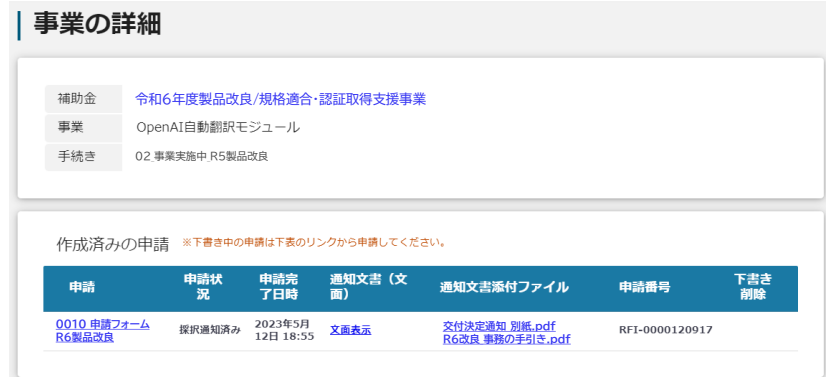 事業の詳細
補助金 令和6年度製品改良/規格適合・認証取得支援事業
事業 OpenAI自動翻訳モジュール
手続き 02_事業実施中_R5製品改良
作成済みの申請 ※下書き中の申請は下表のリンクから申請してください。
申請 申請状況 申請完了日時 通知文書（文面） 通知文書添付ファイル 申請番号 下書き削除
0010_申請フォーム_R6製品改良 採択通知済み 2023年5月12日 18:55 文面表示 交付決定通知_別紙.pdf R6改良_事務の手引き.pdf RFI-0000120917